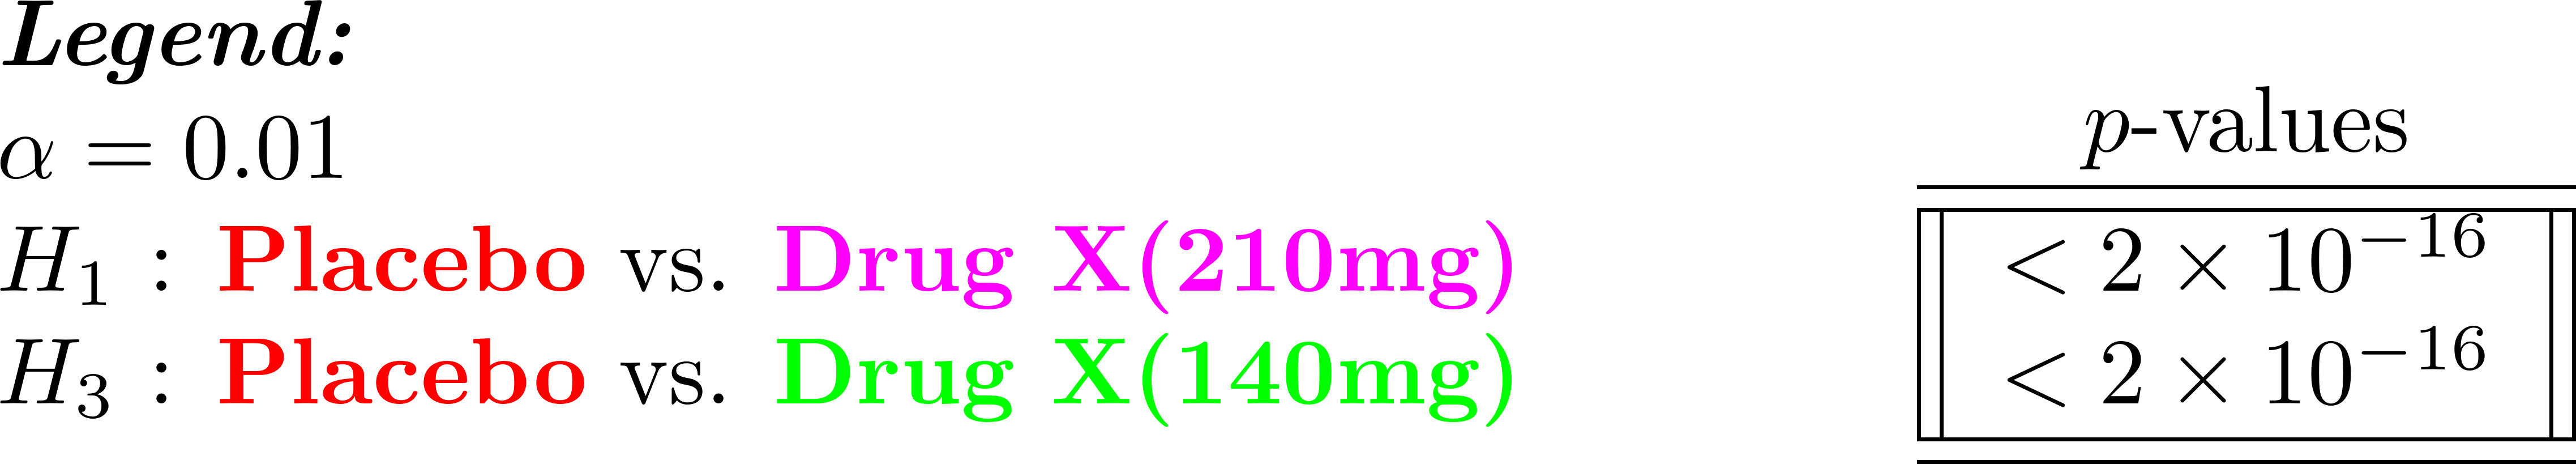 Legend:
α = 0.01
p-values
H₁ : Placebo vs. Drug X(210mg) < 2 × 10⁻¹⁶
H₃ : Placebo vs. Drug X(140mg) < 2 × 10⁻¹⁶